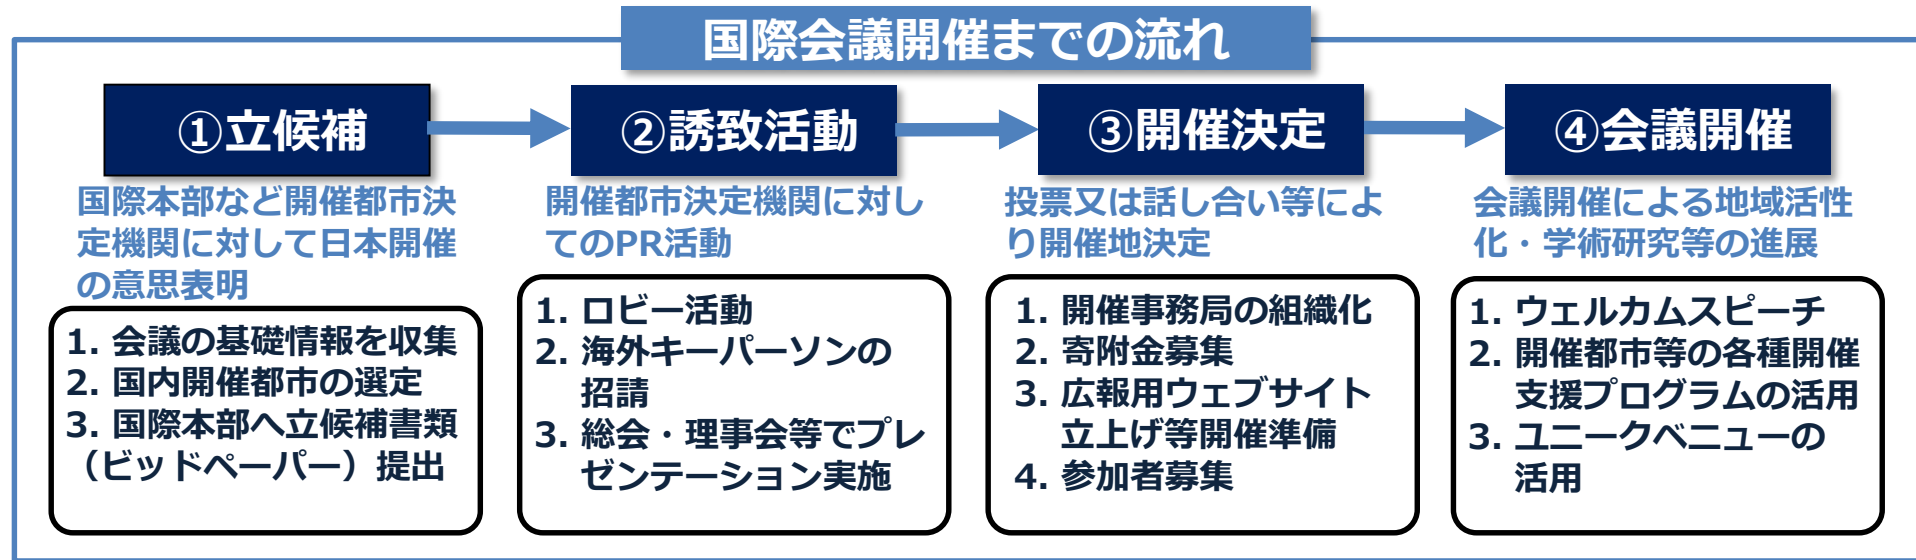 国際会議開催までの流れ
①立候補
国際本部など開催都市決
定機関に対して日本開催
の意思表明
1. 会議の基礎情報を収集
2. 国内開催都市の選定
3. 国際本部へ立候補書類
（ビッドペーパー）提出
②誘致活動
開催都市決定機関に対し
てのPR活動
1. ロビー活動
2. 海外キーパーソンの
招請
3. 総会・理事会等でプレ
ゼンテーション実施
③開催決定
投票又は話し合い等によ
り開催地決定
1. 開催事務局の組織化
2. 寄附金募集
3. 広報用ウェブサイト
立上げ等開催準備
4. 参加者募集
④会議開催
会議開催による地域活性
化・学術研究等の進展
1. ウェルカムスピーチ
2. 開催都市等の各種開催
支援プログラムの活用
3. ユニークベニューの
活用